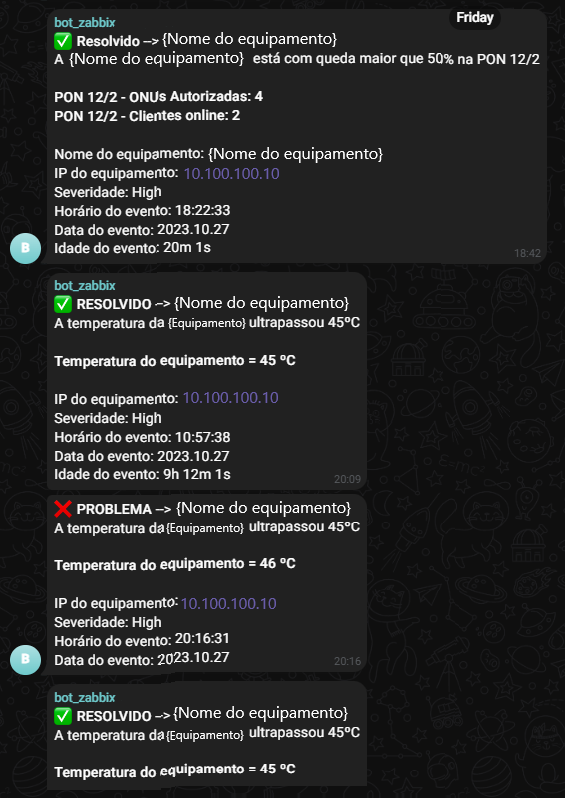 Friday
bot_zabbix
✅ Resolvido --> {Nome do equipamento}
A {Nome do equipamento} está com queda maior que 50% na PON 12/2
PON 12/2 - ONUs Autorizadas: 4
PON 12/2 - Clientes online: 2
Nome do equipamento: {Nome do equipamento}
IP do equipamento: 10.100.100.10
Severidade: High
Horário do evento: 18:22:33
Data do evento: 2023.10.27
Idade do evento: 20m 1s
B
18:42
bot_zabbix
✅ RESOLVIDO --> {Nome do equipamento}
A temperatura da {Equipamento} ultrapassou 45ºC
Temperatura do equipamento = 45 ºC
IP do equipamento: 10.100.100.10
Severidade: High
Horário do evento: 10:57:38
Data do evento: 2023.10.27
Idade do evento: 9h 12m 1s
20:09
❌ PROBLEMA --> {Nome do equipamento}
A temperatura da {Equipamento} ultrapassou 45ºC
Temperatura do equipamento = 46 ºC
IP do equipamento: 10.100.100.10
Severidade: High
Horário do evento: 20:16:31
Data do evento: 2023.10.27
B
20:16
bot_zabbix
✅ RESOLVIDO --> {Nome do equipamento}
A temperatura da {Equipamento} ultrapassou 45ºC
Temperatura do equipamento = 45 ºC